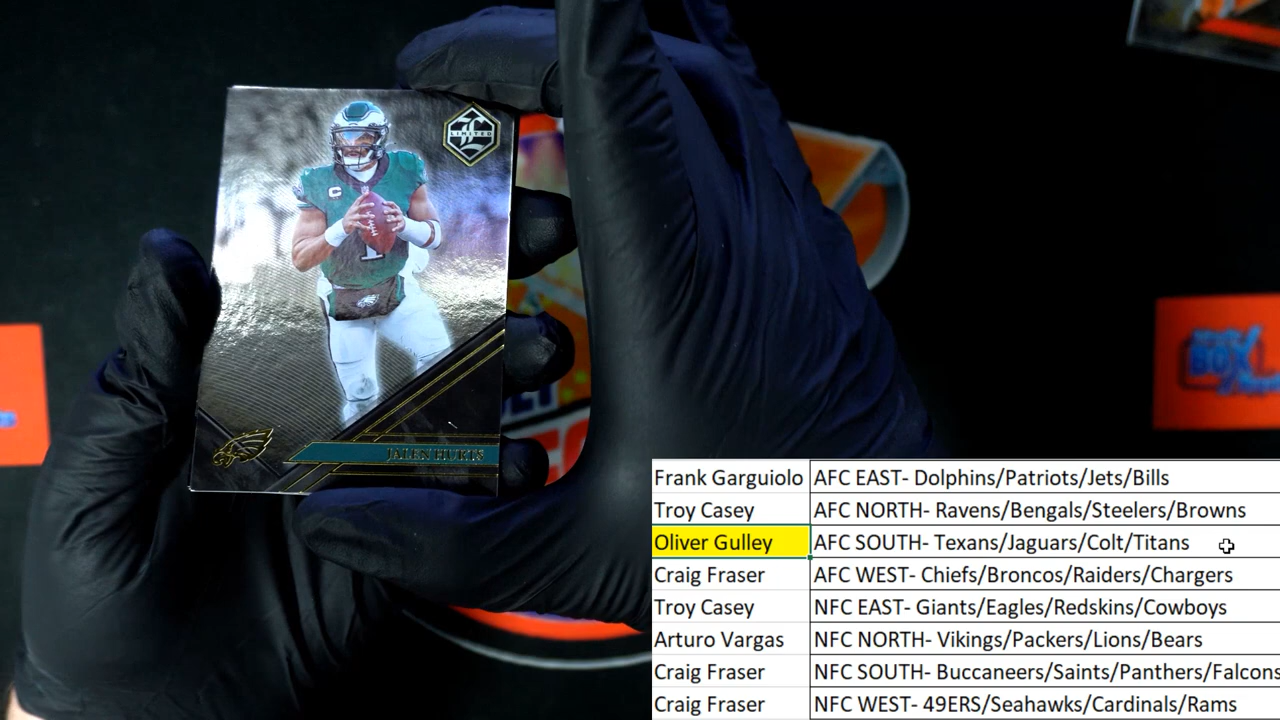 LIMITED
C
1
JALEN HURTS
BOX
Frank Garguiolo AFC EAST- Dolphins/Patriots/Jets/Bills
Troy Casey AFC NORTH- Ravens/Bengals/Steelers/Browns
Oliver Gulley AFC SOUTH- Texans/Jaguars/Colt/Titans
Craig Fraser AFC WEST- Chiefs/Broncos/Raiders/Chargers
Troy Casey NFC EAST- Giants/Eagles/Redskins/Cowboys
Arturo Vargas NFC NORTH- Vikings/Packers/Lions/Bears
Craig Fraser NFC SOUTH- Buccaneers/Saints/Panthers/Falcons
Craig Fraser NFC WEST- 49ERS/Seahawks/Cardinals/Rams